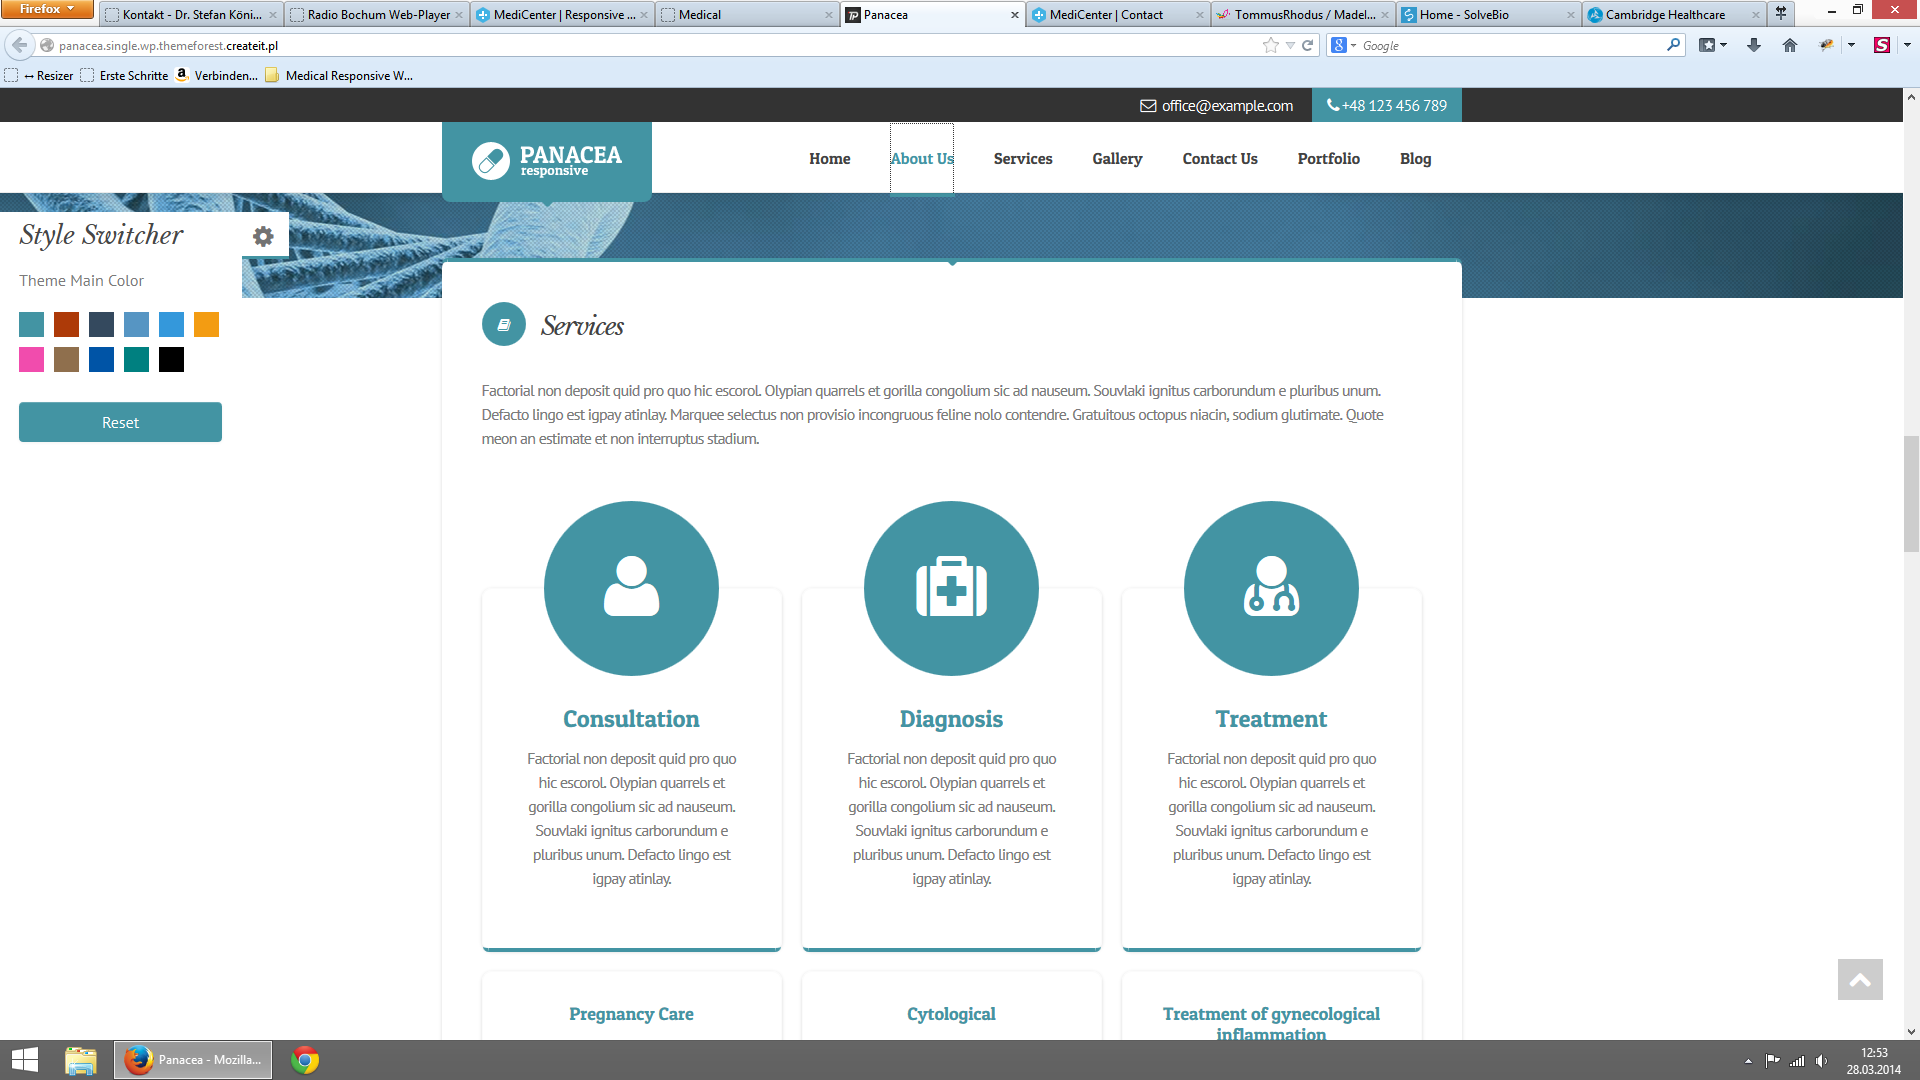 Firefox
Kontakt - Dr. Stefan Köni...
Radio Bochum Web-Player
MediCenter | Responsive ...
Medical
Panacea
MediCenter | Contact
TommusRhodus / Madel...
Home - SolveBio
Cambridge Healthcare
panacea.single.wp.themeforest.createit.pl
Google
Resizer
Erste Schritte
Verbinden...
Medical Responsive W...
office@example.com
+48 123 456 789
PANACEA
responsive
Home
About Us
Services
Gallery
Contact Us
Portfolio
Blog
Style Switcher
Theme Main Color
Reset
Services
Factorial non deposit quid pro quo hic escorol. Olypian quarrels et gorilla congolium sic ad nauseum. Souvlaki ignitus carborundum e pluribus unum.
Defacto lingo est igpay atinlay. Marquee selectus non provisio incongruous feline nolo contendre. Gratuitous octopus niacin, sodium glutimate. Quote
meon an estimate et non interruptus stadium.
Consultation
Factorial non deposit quid pro quo
hic escorol. Olypian quarrels et
gorilla congolium sic ad nauseum.
Souvlaki ignitus carborundum e
pluribus unum. Defacto lingo est
igpay atinlay.
Diagnosis
Factorial non deposit quid pro quo
hic escorol. Olypian quarrels et
gorilla congolium sic ad nauseum.
Souvlaki ignitus carborundum e
pluribus unum. Defacto lingo est
igpay atinlay.
Treatment
Factorial non deposit quid pro quo
hic escorol. Olypian quarrels et
gorilla congolium sic ad nauseum.
Souvlaki ignitus carborundum e
pluribus unum. Defacto lingo est
igpay atinlay.
Pregnancy Care
Cytological
Treatment of gynecological
inflammation
Panacea - Mozilla...
12:53
28.03.2014